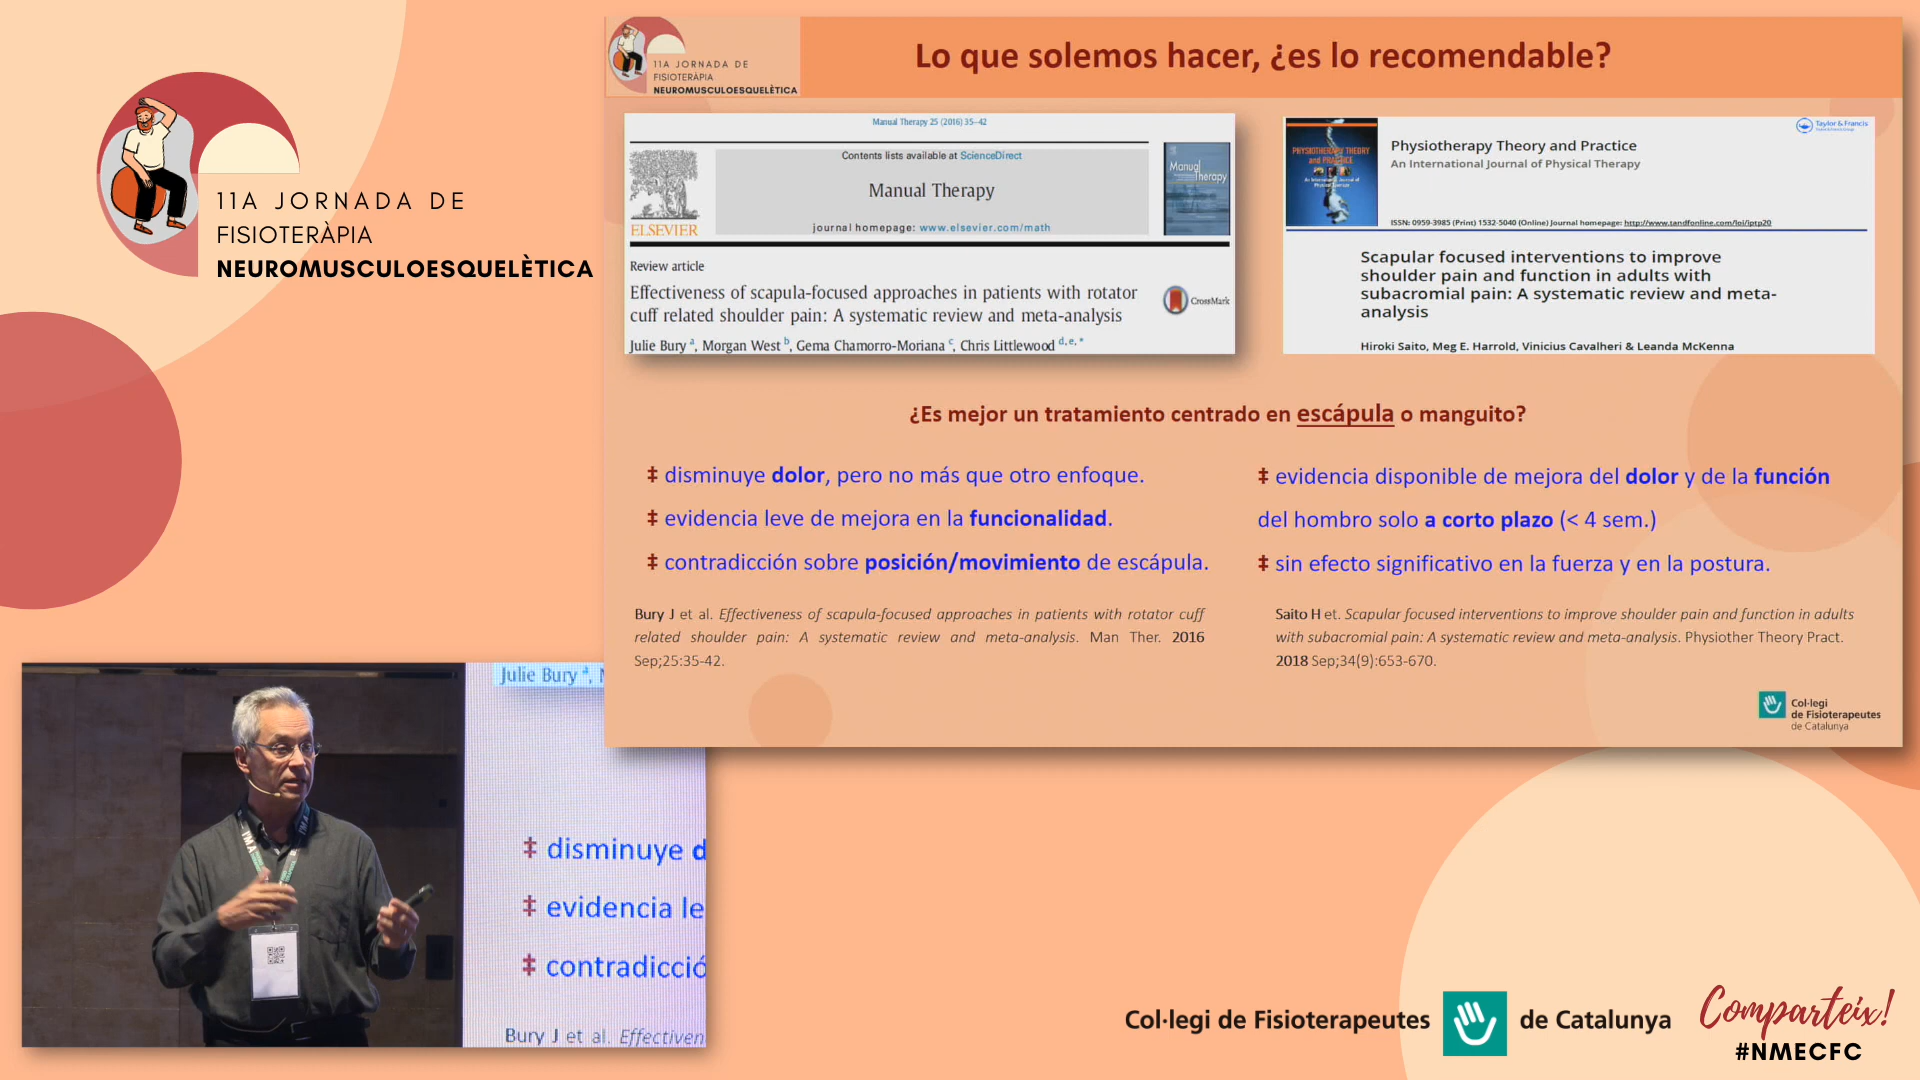 11A JORNADA DE
FISIOTERÀPIA
NEUROMUSCULOESQUELÈTICA
11A JORNADA DE
FISIOTERÀPIA
NEUROMUSCULOESQUELÈTICA
Lo que solemos hacer, ¿es lo recomendable?
Manual Therapy 25 (2016) 35–42
Contents lists available at ScienceDirect
Manual Therapy
journal homepage: www.elsevier.com/math
ELSEVIER
Manual Therapy
Review article
Effectiveness of scapula-focused approaches in patients with rotator
cuff related shoulder pain: A systematic review and meta-analysis
CrossMark
Julie Bury a, Morgan West b, Gema Chamorro-Moriana c, Chris Littlewood d, e, *
PHYSIOTHERAPY THEORY
and PRACTICE
Taylor & Francis
Physiotherapy Theory and Practice
An International Journal of Physical Therapy
ISSN: 0959-3985 (Print) 1532-5040 (Online) Journal homepage: http://www.tandfonline.com/loi/iptp20
Scapular focused interventions to improve
shoulder pain and function in adults with
subacromial pain: A systematic review and meta-
analysis
Hiroki Saito, Meg E. Harrold, Vinicius Cavalheri & Leanda McKenna
¿Es mejor un tratamiento centrado en escápula o manguito?
‡ disminuye dolor, pero no más que otro enfoque.
‡ evidencia leve de mejora en la funcionalidad.
‡ contradicción sobre posición/movimiento de escápula.
‡ evidencia disponible de mejora del dolor y de la función
del hombro solo a corto plazo (< 4 sem.)
‡ sin efecto significativo en la fuerza y en la postura.
Bury J et al. Effectiveness of scapula-focused approaches in patients with rotator cuff
related shoulder pain: A systematic review and meta-analysis. Man Ther. 2016
Sep;25:35-42.
Saito H et. Scapular focused interventions to improve shoulder pain and function in adults
with subacromial pain: A systematic review and meta-analysis. Physiother Theory Pract.
2018 Sep;34(9):653-670.
Col·legi
de Fisioterapeutes
de Catalunya
Julie Bury a,
‡ disminuye d
‡ evidencia le
‡ contradicció
Bury J et al. Effectiven
Col·legi de Fisioterapeutes de Catalunya
Comparteix!
#NMECFC